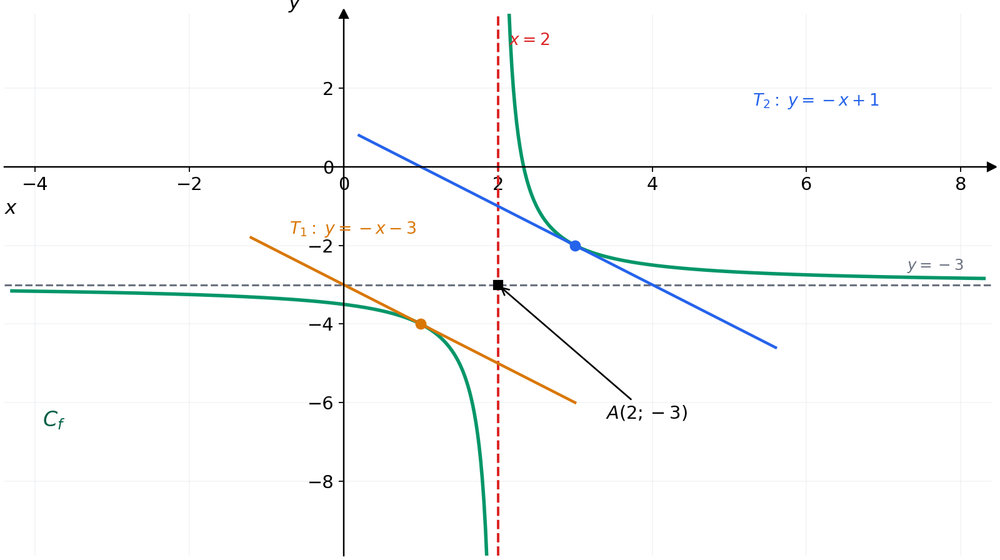 y
x = 2
2
T₂ : y = −x + 1
0
−4
−2
0
2
4
6
8
x
T₁ : y = −x − 3
−2
y = −3
−4
−6
A(2; −3)
C_f
−8